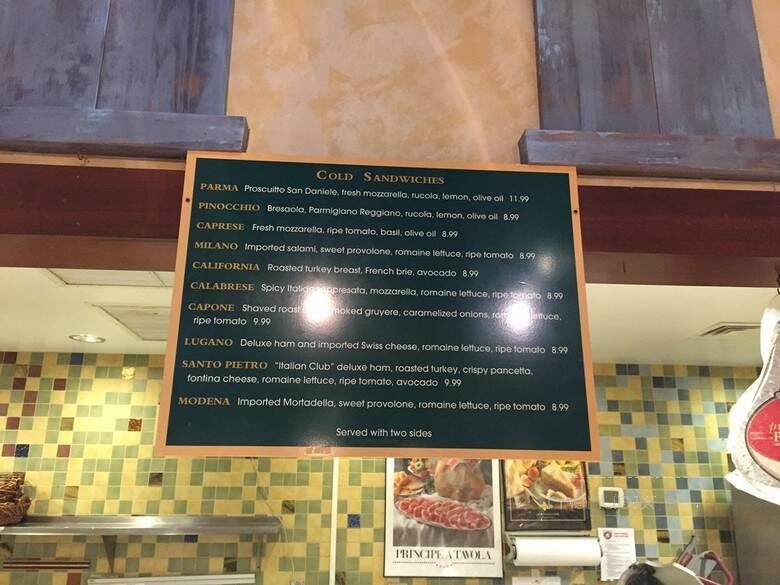 COLD SANDWICHES
PARMA Proscuitto San Daniele, fresh mozzarella, rucola, lemon, olive oil 11.99
PINOCCHIO Bresaola, Parmigiano Reggiano, rucola, lemon, olive oil 8.99
CAPRESE Fresh mozzarella, ripe tomato, basil, olive oil 8.99
MILANO Imported salami, sweet provolone, romaine lettuce, ripe tomato 8.99
CALIFORNIA Roasted turkey breast, French brie, avocado 8.99
CALABRESE Spicy Italian sopresata, mozzarella, romaine lettuce, ripe tomato 8.99
CAPONE Shaved roast smoked gruyere, caramelized onions, romaine lettuce,
ripe tomato 9.99
LUGANO Deluxe ham and imported Swiss cheese, romaine lettuce, ripe tomato 8.99
SANTO PIETRO "Italian Club" deluxe ham, roasted turkey, crispy pancetta,
fontina cheese, romaine lettuce, ripe tomato, avocado 9.99
MODENA Imported Mortadella, sweet provolone, romaine lettuce, ripe tomato 8.99
Served with two sides
PRINCIPE A TAVOLA